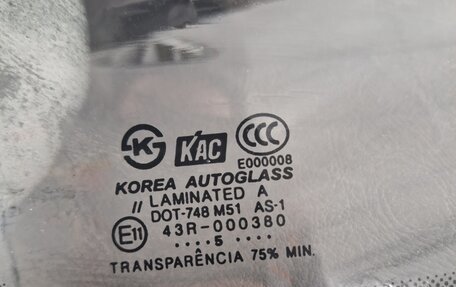 K KAC CCC
E000008
KOREA AUTOGLASS
// LAMINATED A
DOT-748 M51 AS-1
E11 43R-000380
.... 5 ....
TRANSPARÊNCIA 75% MIN.